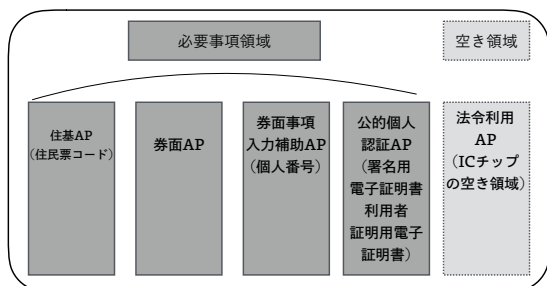 必要事項領域
空き領域
住基AP
（住民票コード）
券面AP
券面事項
入力補助AP
（個人番号）
公的個人
認証AP
（署名用
電子証明書
利用者
証明用電子
証明書）
法令利用
AP
（ICチップ
の空き領域）